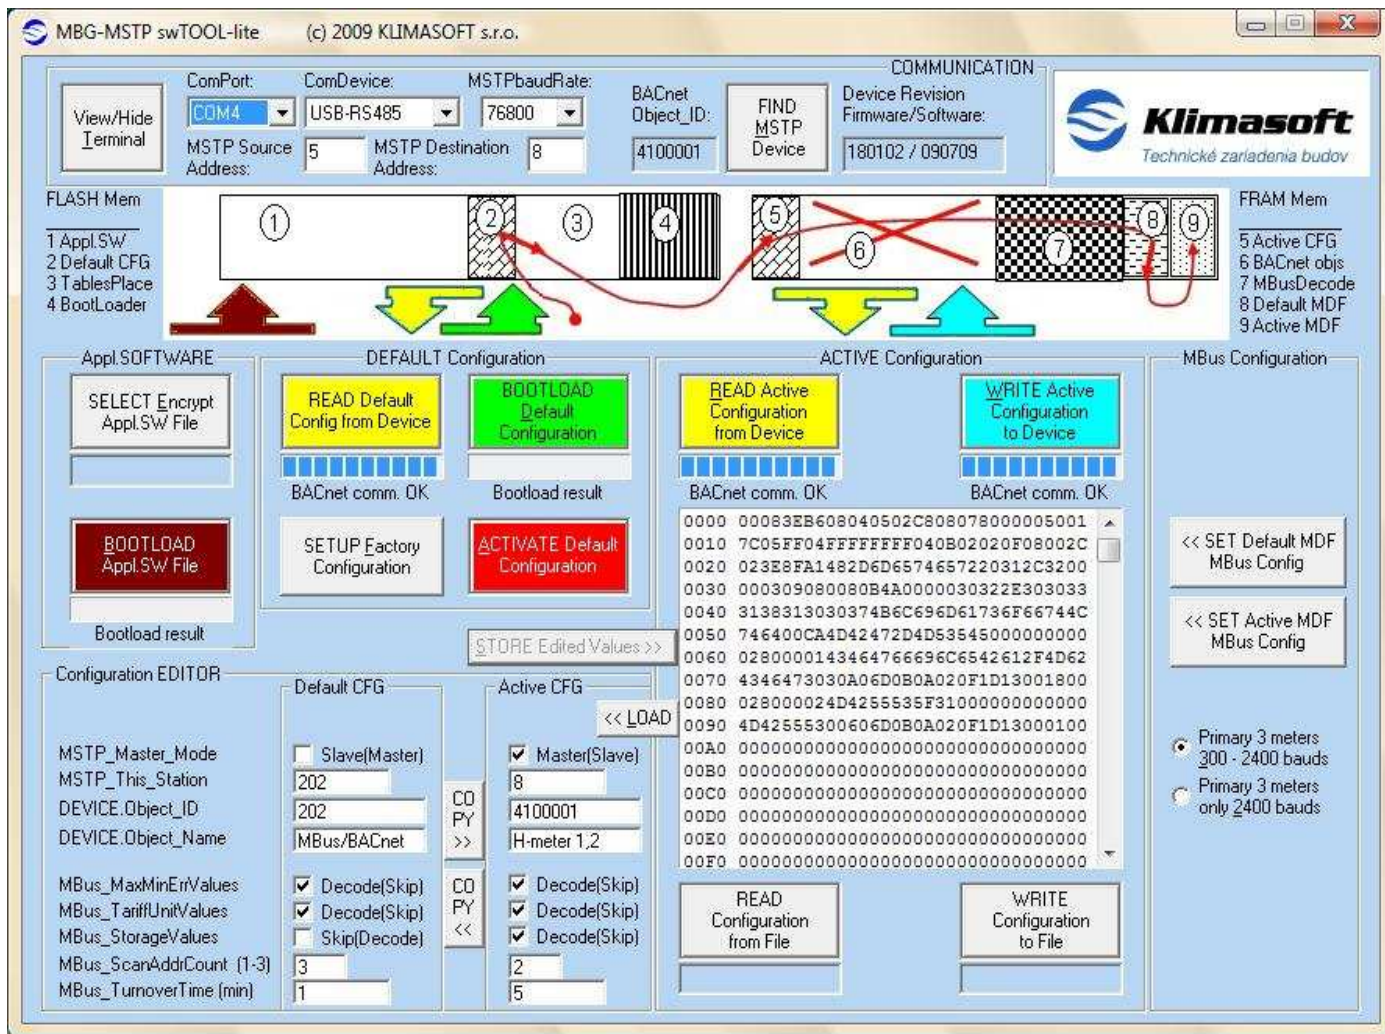 MBG-MSTP swTOOL-lite (c) 2009 KLIMASOFT s.r.o.
COMMUNICATION
ComPort: ComDevice: MSTPbaudRate:
View/Hide
Terminal
COM4 USB-RS485 76800
BACnet
Object_ID:
FIND
MSTP
Device
Device Revision
Firmware/Software:
MSTP Source
Address:
5
MSTP Destination
Address:
8
4100001
180102 / 090709
Klimasoft
Technické zariadenia budov
FLASH Mem
1 Appl.SW
2 Default CFG
3 TablesPlace
4 BootLoader
1 2 3 4 5 6 7 8 9
FRAM Mem
5 Active CFG
6 BACnet objs
7 MBusDecode
8 Default MDF
9 Active MDF
Appl.SOFTWARE
SELECT Encrypt
Appl.SW File
BOOTLOAD
Appl.SW File
Bootload result
DEFAULT Configuration
READ Default
Config from Device
BACnet comm. OK
BOOTLOAD
Default
Configuration
Bootload result
SETUP Factory
Configuration
ACTIVATE Default
Configuration
ACTIVE Configuration
READ Active
Configuration
from Device
BACnet comm. OK
WRITE Active
Configuration
to Device
BACnet comm. OK
0000 00083EB608040502C808078000005001
0010 7C05FF04FFFFFFFF040B02020F08002C
0020 023E8FA1482D6D6574657220312C3200
0030 000309080080B4A0000030322E303033
0040 3138313030374B6C696D61736F66744C
0050 746400CA4D42472D4D53545000000000
0060 028000014346476669 6C6542612F4D62
0070 4346473030A06D0B0A020F1D13001800
0080 028000024D4255535F31000000000000
0090 4D42555300606D0B0A020F1D13000100
00A0 00000000000000000000000000000000
00B0 00000000000000000000000000000000
00C0 00000000000000000000000000000000
00D0 00000000000000000000000000000000
00E0 00000000000000000000000000000000
00F0 00000000000000000000000000000000
READ
Configuration
from File
WRITE
Configuration
to File
MBus Configuration
<< SET Default MDF
MBus Config
<< SET Active MDF
MBus Config
Primary 3 meters
300 - 2400 bauds
Primary 3 meters
only 2400 bauds
STORE Edited Values >>
<< LOAD
Configuration EDITOR
Default CFG Active CFG
MSTP_Master_Mode Slave(Master) Master(Slave)
MSTP_This_Station 202 8
DEVICE.Object_ID 202 4100001
DEVICE.Object_Name MBus/BACnet H-meter 1,2
CO
PY
>>
MBus_MaxMinErrValues Decode(Skip) Decode(Skip)
MBus_TariffUnitValues Decode(Skip) Decode(Skip)
MBus_StorageValues Skip(Decode) Decode(Skip)
CO
PY
<<
MBus_ScanAddrCount (1-3) 3 2
MBus_TurnoverTime (min) 1 5